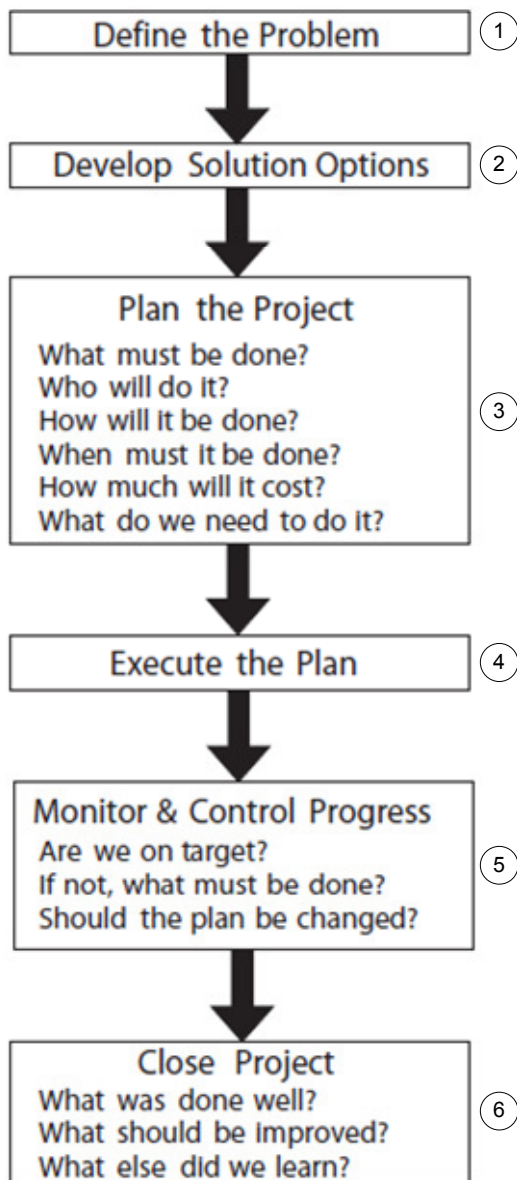 Define the Problem
1
Develop Solution Options
2
Plan the Project
What must be done?
Who will do it?
How will it be done?
When must it be done?
How much will it cost?
What do we need to do it?
3
Execute the Plan
4
Monitor & Control Progress
Are we on target?
If not, what must be done?
Should the plan be changed?
5
Close Project
What was done well?
What should be improved?
What else did we learn?
6